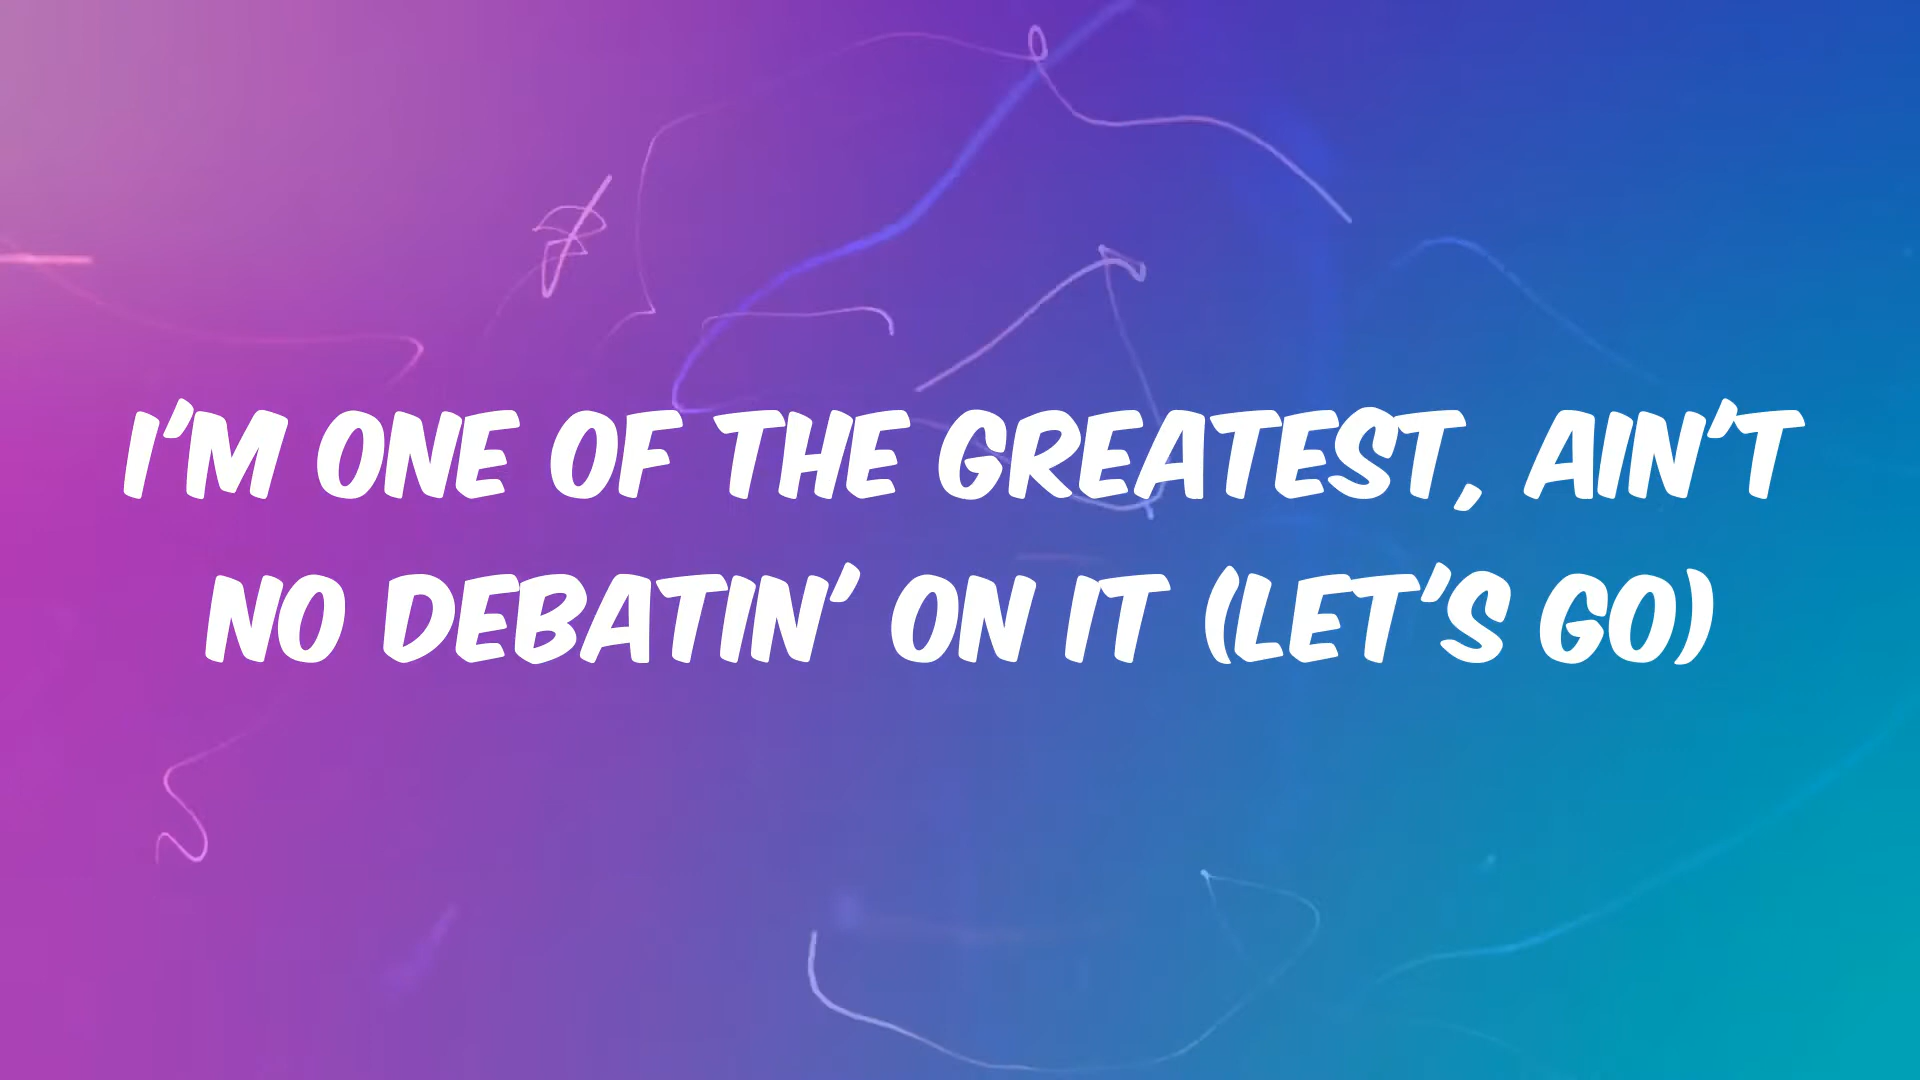 I'M ONE OF THE GREATEST, AIN'T
NO DEBATIN' ON IT (LET'S GO)